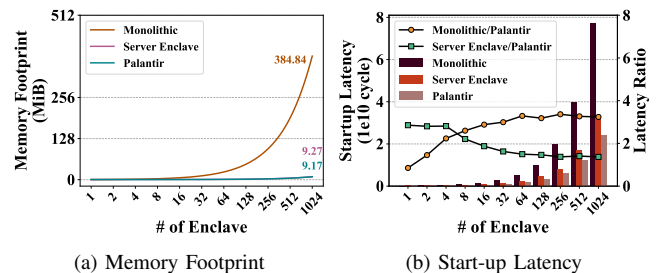 512
256
128
0
Memory Footprint
(MiB)
Monolithic
Server Enclave
Palantir
384.84
9.27
9.17
1 2 4 8 16 32 64 128 256 512 1024
# of Enclave
(a) Memory Footprint
8
6
4
2
0
Startup Latency
(1e10 cycle)
Monolithic/Palantir
Server Enclave/Palantir
Monolithic
Server Enclave
Palantir
8
6
4
2
0
Latency Ratio
1 2 4 8 16 32 64 128 256 512 1024
# of Enclave
(b) Start-up Latency